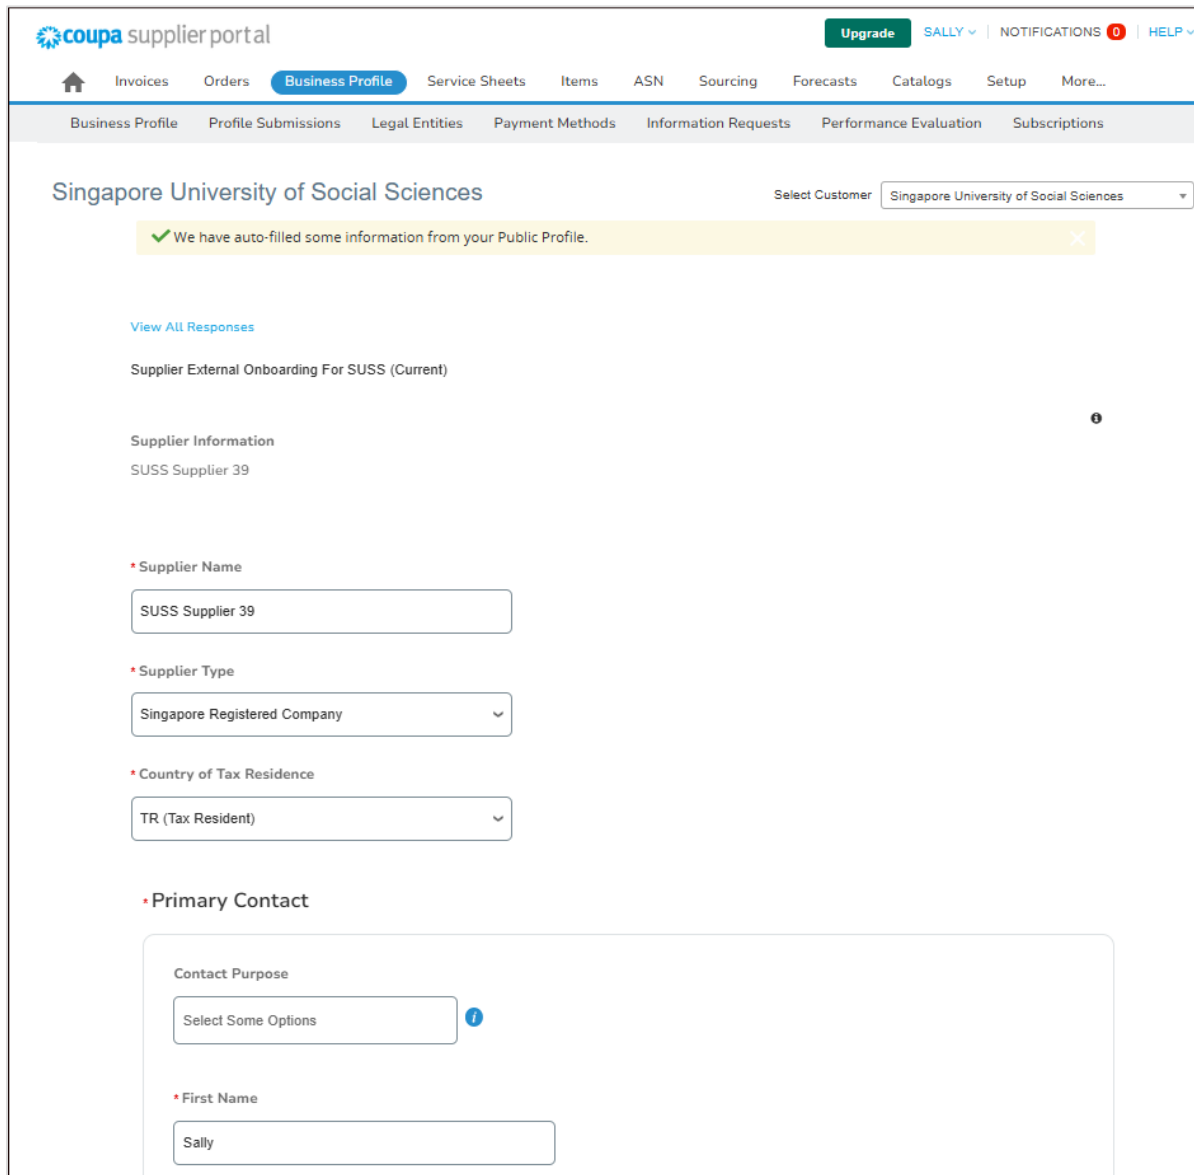 coupa supplier portal
Upgrade SALLY NOTIFICATIONS 0 HELP
Invoices Orders Business Profile Service Sheets Items ASN Sourcing Forecasts Catalogs Setup More...
Business Profile Profile Submissions Legal Entities Payment Methods Information Requests Performance Evaluation Subscriptions
Singapore University of Social Sciences
Select Customer Singapore University of Social Sciences
We have auto-filled some information from your Public Profile.
View All Responses
Supplier External Onboarding For SUSS (Current)
Supplier Information
SUSS Supplier 39
* Supplier Name
SUSS Supplier 39
* Supplier Type
Singapore Registered Company
* Country of Tax Residence
TR (Tax Resident)
* Primary Contact
Contact Purpose
Select Some Options
* First Name
Sally